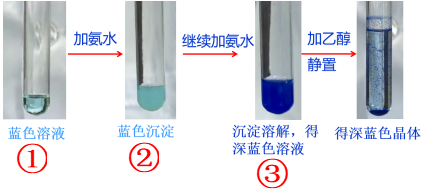 加氨水
继续加氨水
加乙醇
静置
蓝色溶液
蓝色沉淀
沉淀溶解，得
深蓝色溶液
得深蓝色晶体
①
②
③